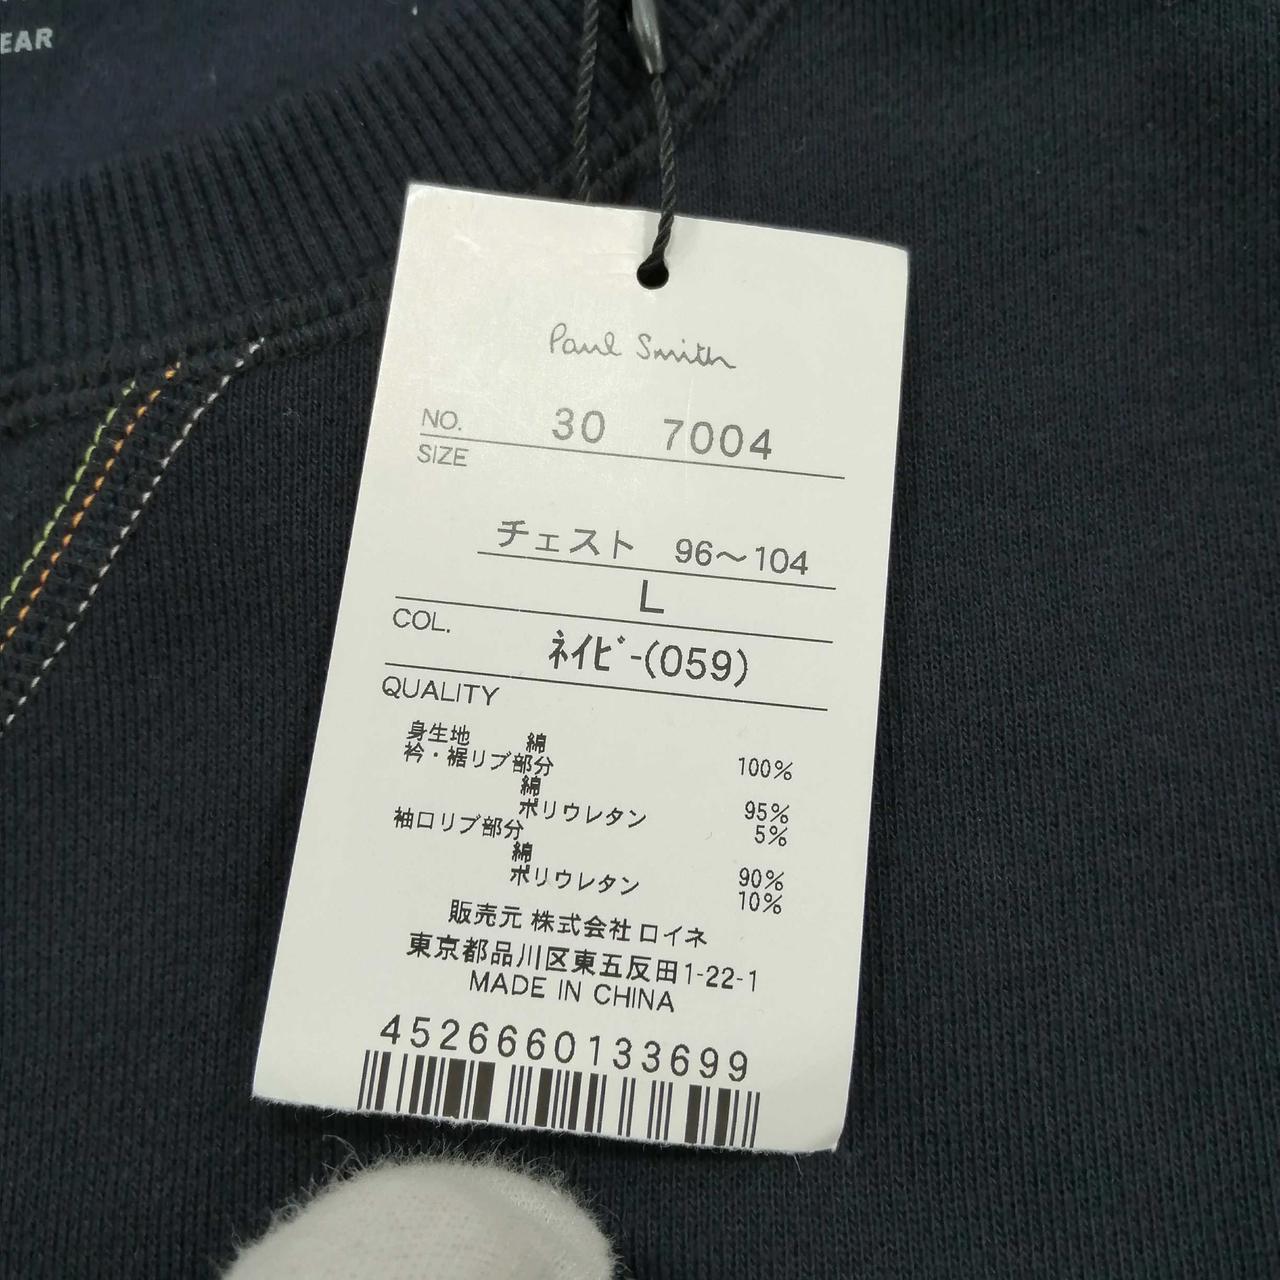 EAR
Paul Smith
NO. 30 7004
SIZE
チェスト 96～104
L
COL.
ﾈｲﾋﾞｰ(059)
QUALITY
身生地 綿 100%
衿・裾リブ部分
綿 95%
ポリウレタン 5%
袖口リブ部分
綿 90%
ポリウレタン 10%
販売元 株式会社ロイネ
東京都品川区東五反田1-22-1
MADE IN CHINA
4526660133699